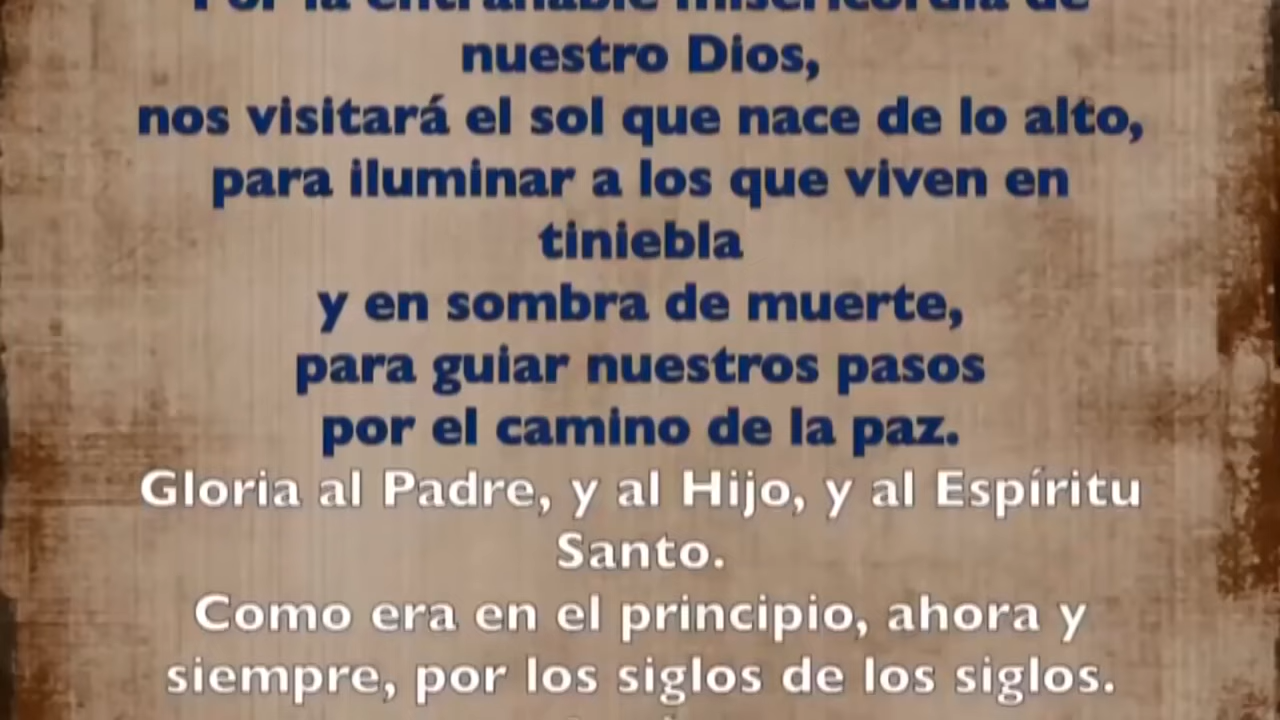 Por la entrañable misericordia de
nuestro Dios,
nos visitará el sol que nace de lo alto,
para iluminar a los que viven en
tiniebla
y en sombra de muerte,
para guiar nuestros pasos
por el camino de la paz.
Gloria al Padre, y al Hijo, y al Espíritu
Santo.
Como era en el principio, ahora y
siempre, por los siglos de los siglos.